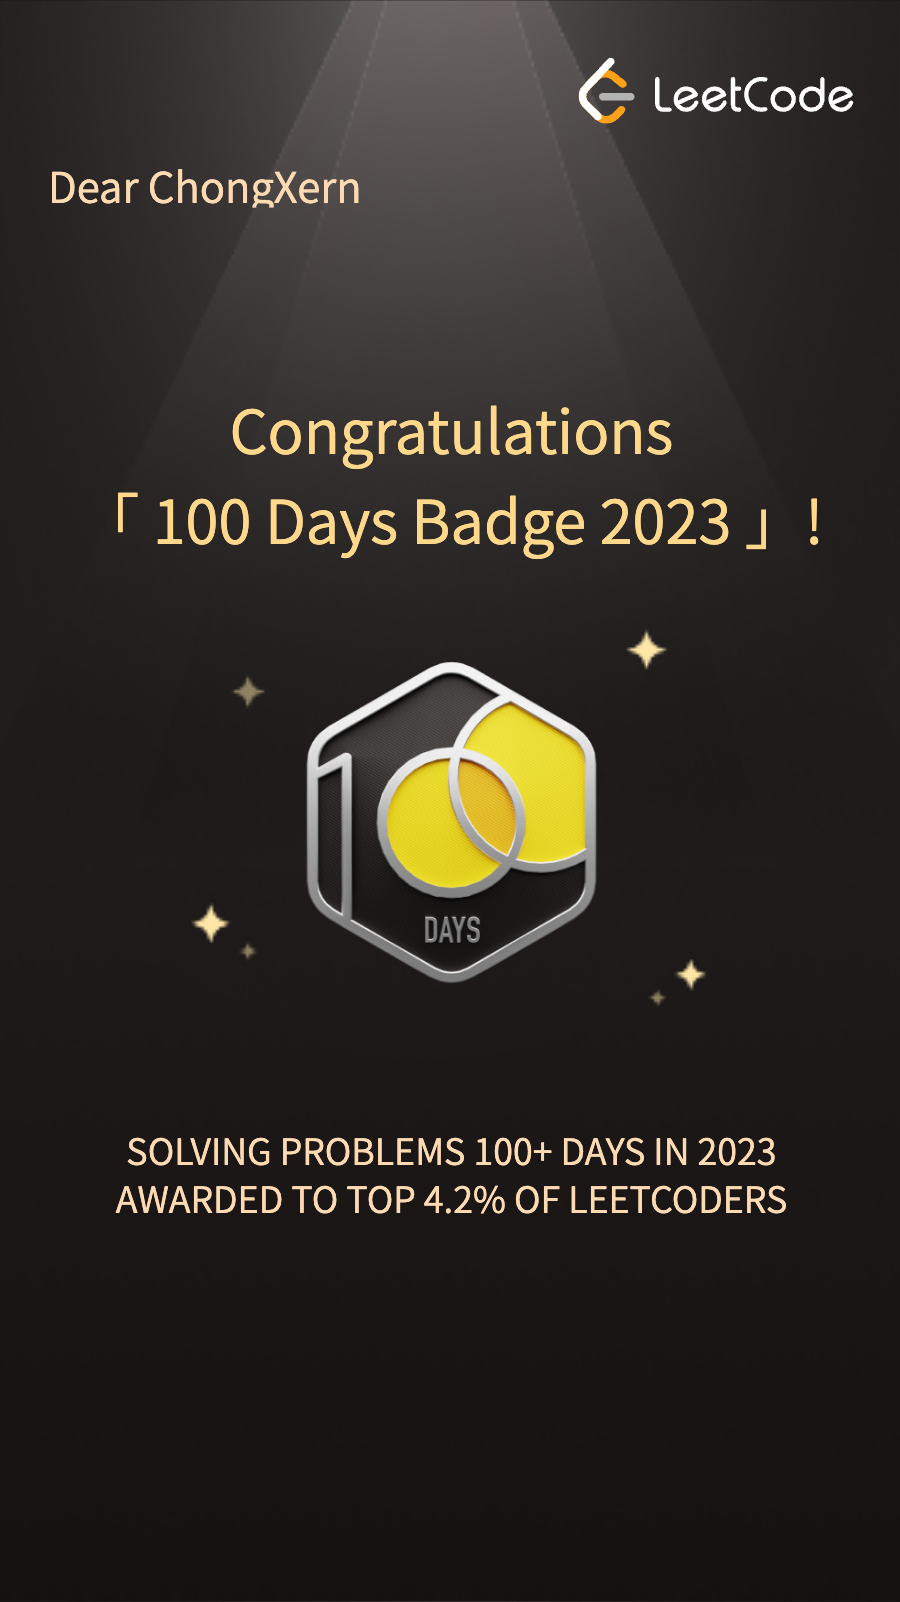 LeetCode
Dear ChongXern
Congratulations
「 100 Days Badge 2023 」!
100
DAYS
SOLVING PROBLEMS 100+ DAYS IN 2023
AWARDED TO TOP 4.2% OF LEETCODERS